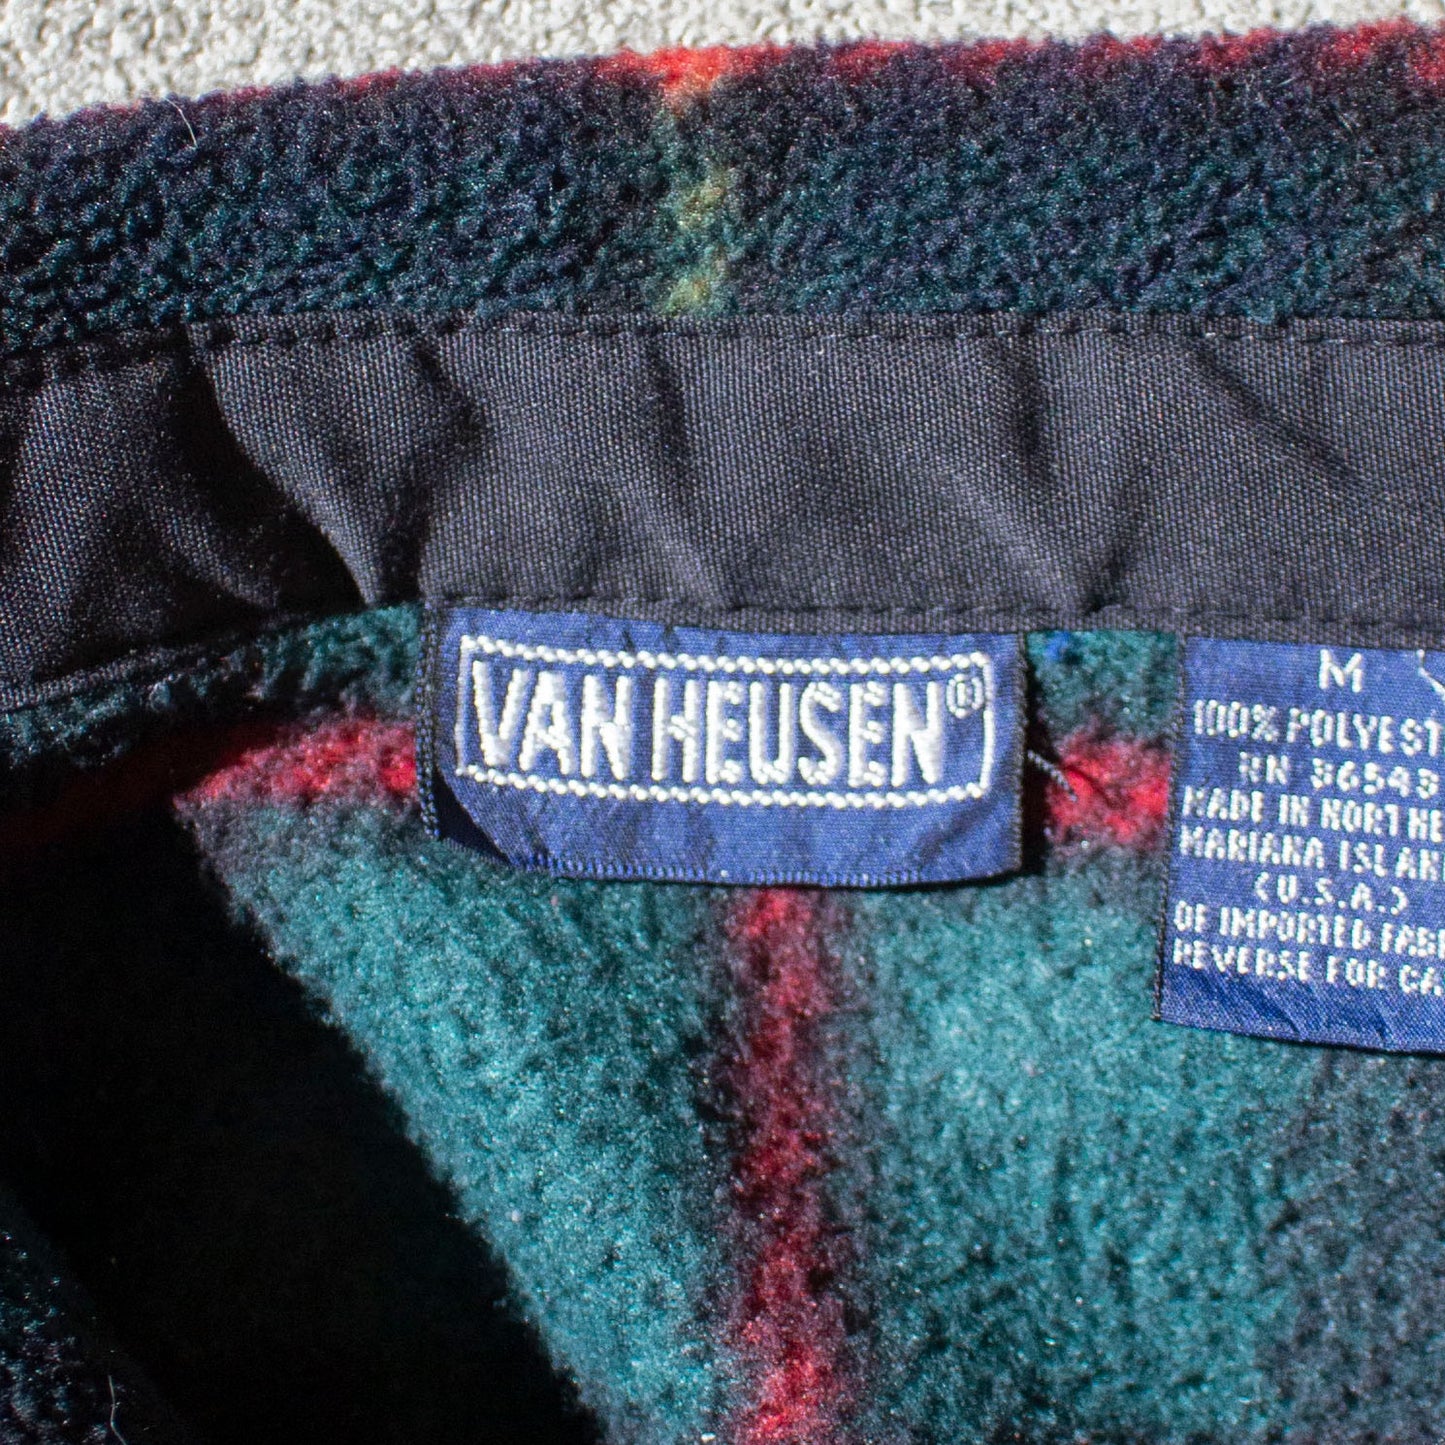 VAN HEUSEN®
M
100% POLYEST
RN 36543
MADE IN NORTHE
MARIANA ISLAN
(U.S.A.)
OF IMPORTED FAB
REVERSE FOR CA